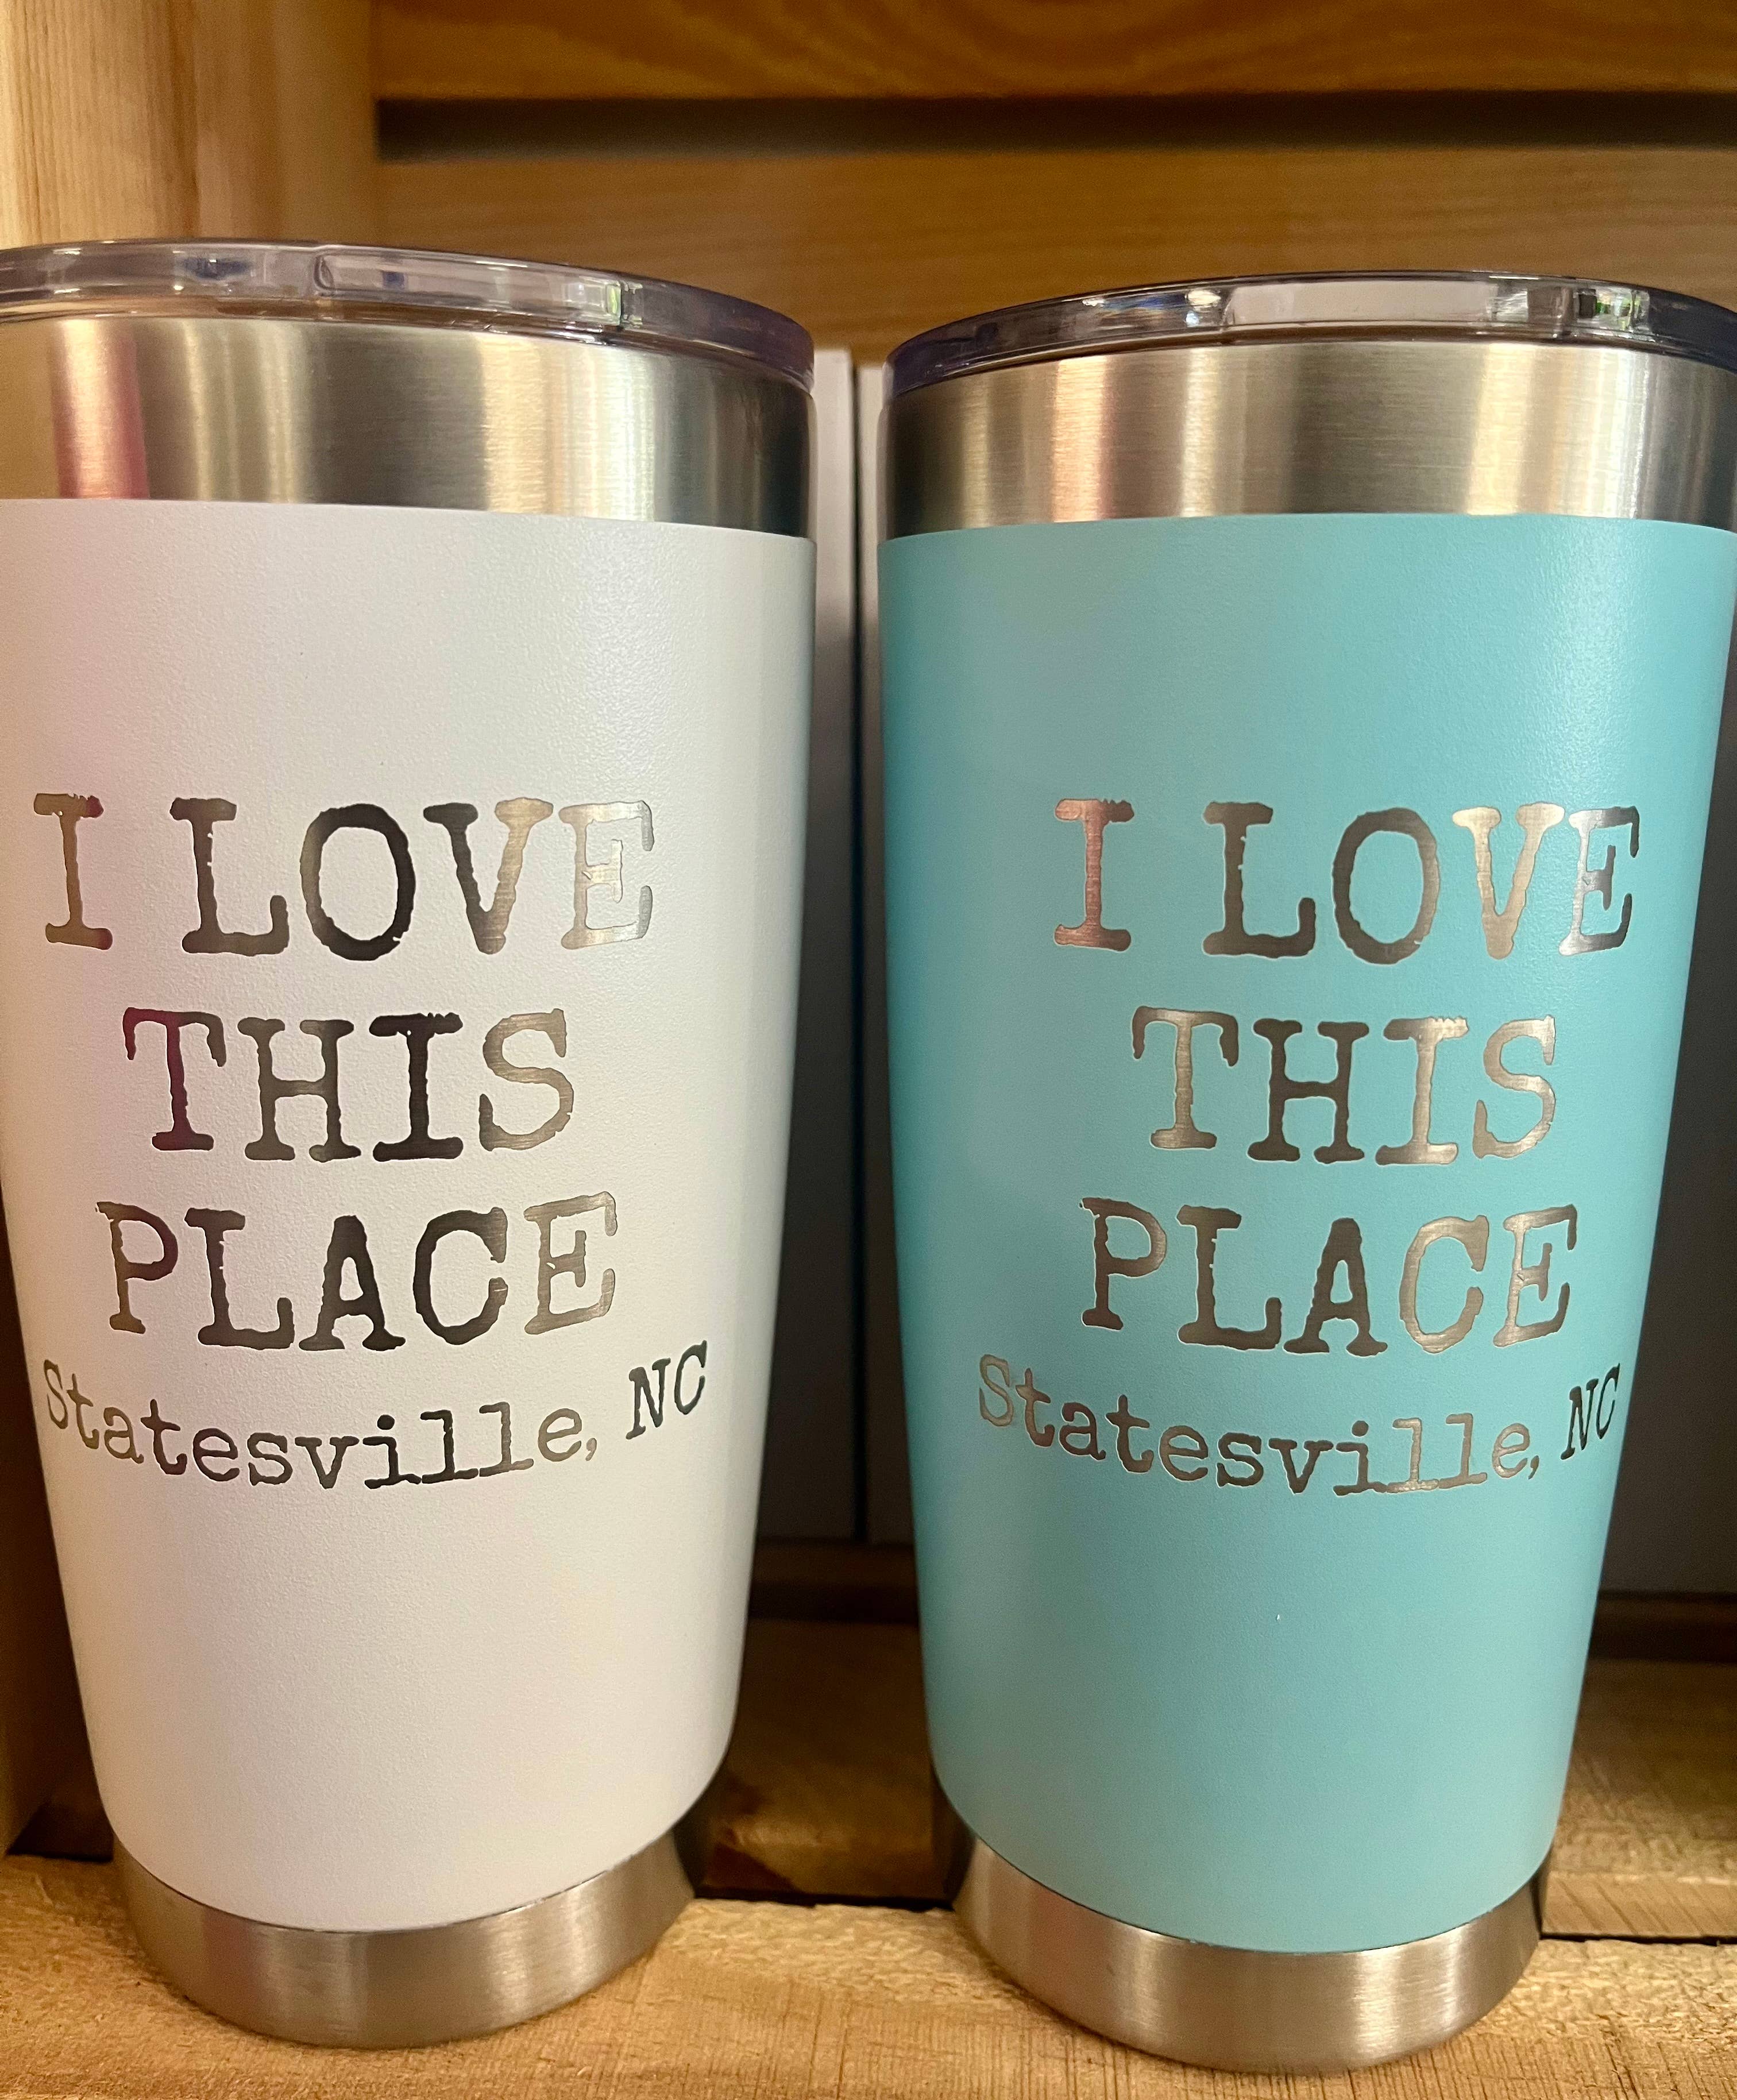 I LOVE
THIS
PLACE
Statesville, NC
I LOVE
THIS
PLACE
Statesville, NC